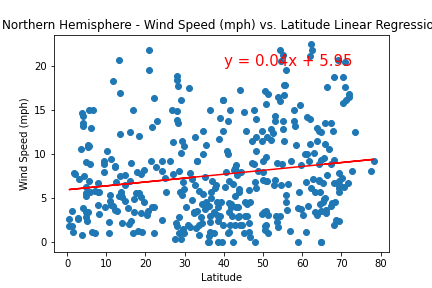 Northern Hemisphere - Wind Speed (mph) vs. Latitude Linear Regressio
y = 0.04x + 5.95
Wind Speed (mph)
20
15
10
5
0
0 10 20 30 40 50 60 70 80
Latitude